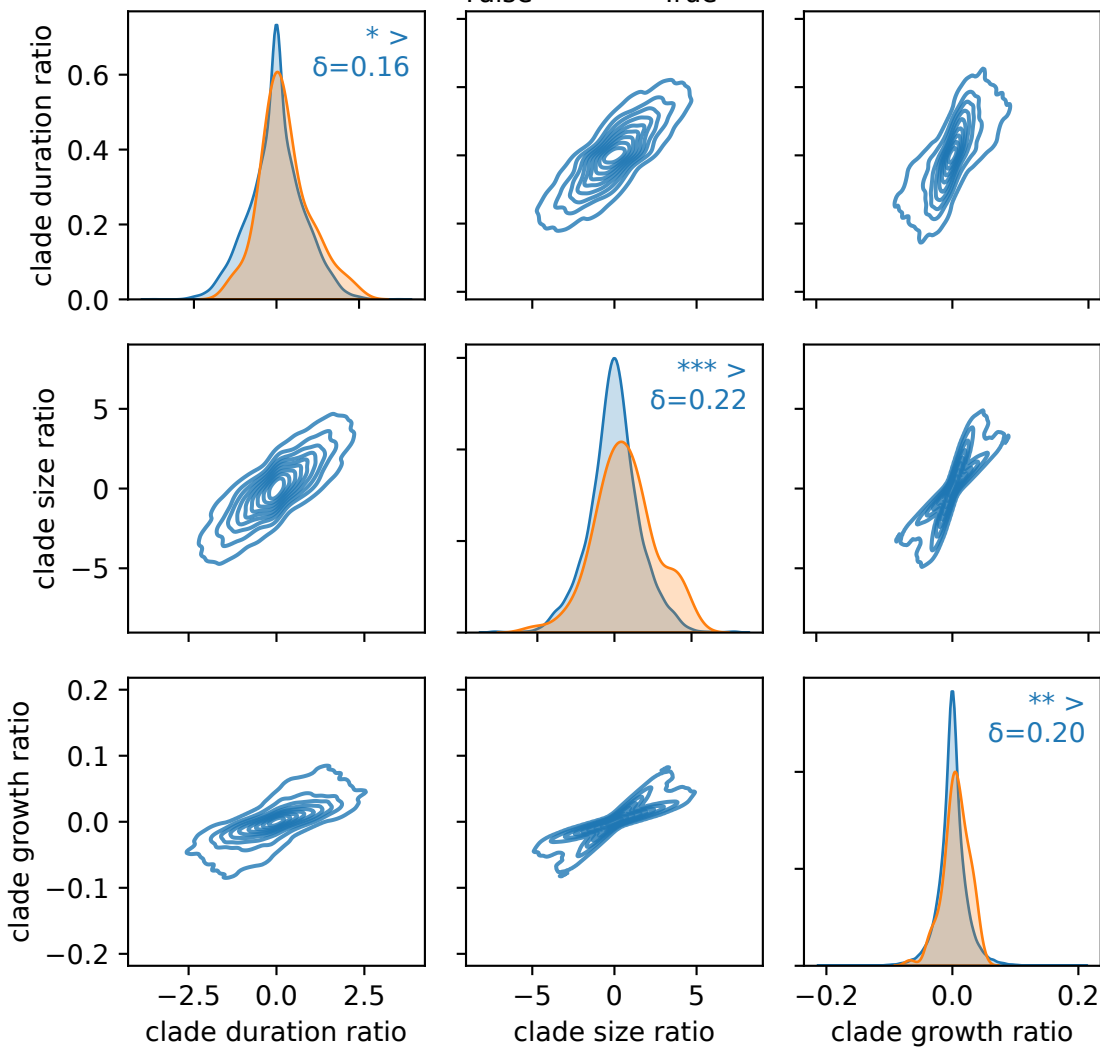 clade duration ratio
0.6
0.4
0.2
0.0
* >
δ=0.16
clade size ratio
5
0
−5
*** >
δ=0.22
clade growth ratio
0.2
0.1
0.0
−0.1
−0.2
** >
δ=0.20
−2.5 0.0 2.5
−5 0 5
−0.2 0.0 0.2
clade duration ratio
clade size ratio
clade growth ratio